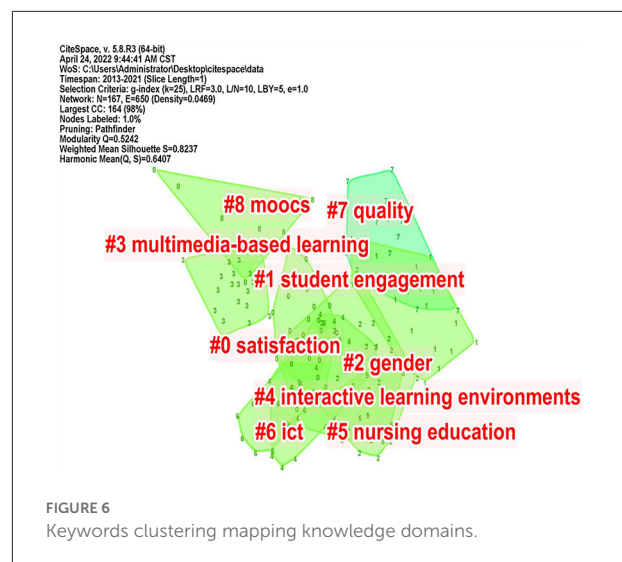 CiteSpace, v. 5.8.R3 (64-bit)
April 24, 2022 9:44:41 AM CST
WoS: C:\Users\Administrator\Desktop\citespace\data
Timespan: 2013-2021 (Slice Length=1)
Selection Criteria: g-index (k=25), LRF=3.0, L/N=10, LBY=5, e=1.0
Network: N=167, E=650 (Density=0.0469)
Largest CC: 164 (98%)
Nodes Labeled: 1.0%
Pruning: Pathfinder
Modularity Q=0.5242
Weighted Mean Silhouette S=0.8237
Harmonic Mean(Q, S)=0.6407
#8 moocs
#7 quality
#3 multimedia-based learning
#1 student engagement
#0 satisfaction
#2 gender
#4 interactive learning environments
#6 ict
#5 nursing education
FIGURE 6
Keywords clustering mapping knowledge domains.